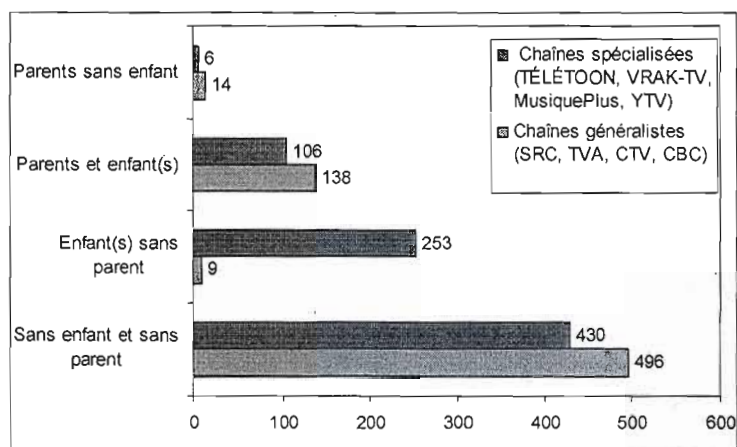 Parents sans enfant
6
14
Chaînes spécialisées
(TÉLÉTOON, VRAK-TV,
MusiquePlus, YTV)
Chaînes généralistes
(SRC, TVA, CTV, CBC)
Parents et enfant(s)
106
138
Enfant(s) sans
parent
253
9
Sans enfant et sans
parent
430
496
0 100 200 300 400 500 600